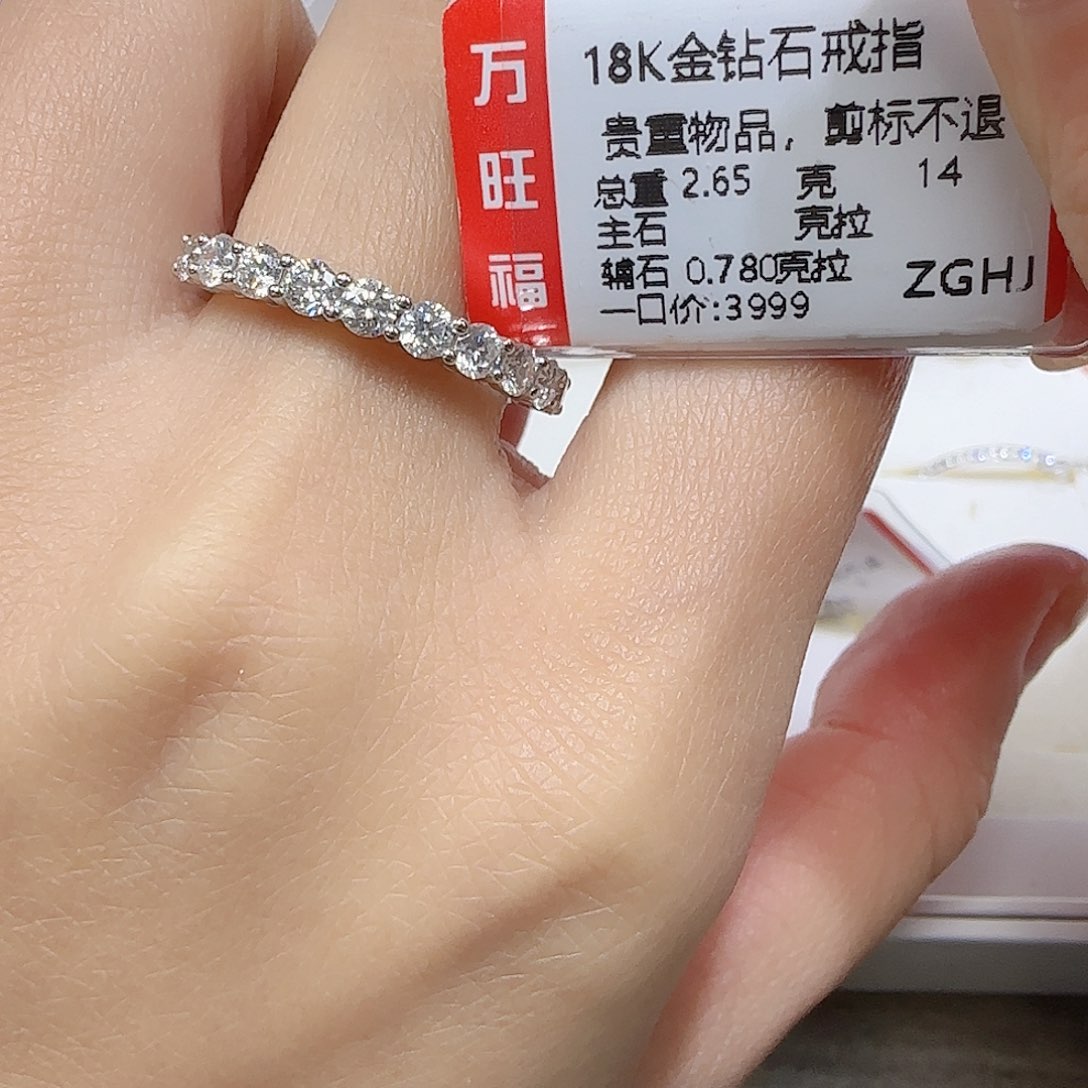 万旺福
18K金钻石戒指
贵重物品，剪标不退
总重 2.65 克 14
主石 克拉
辅石 0.780克拉
一口价:3999
ZGHJ